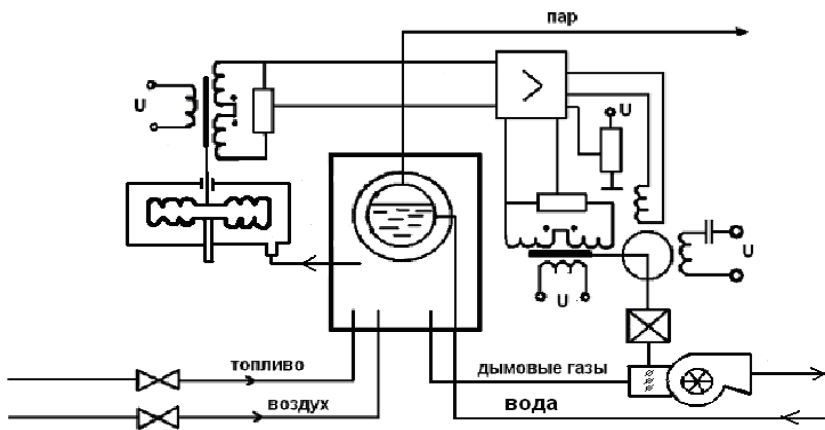 пар
U
U
U
U
топливо
воздух
дымовые газы
вода